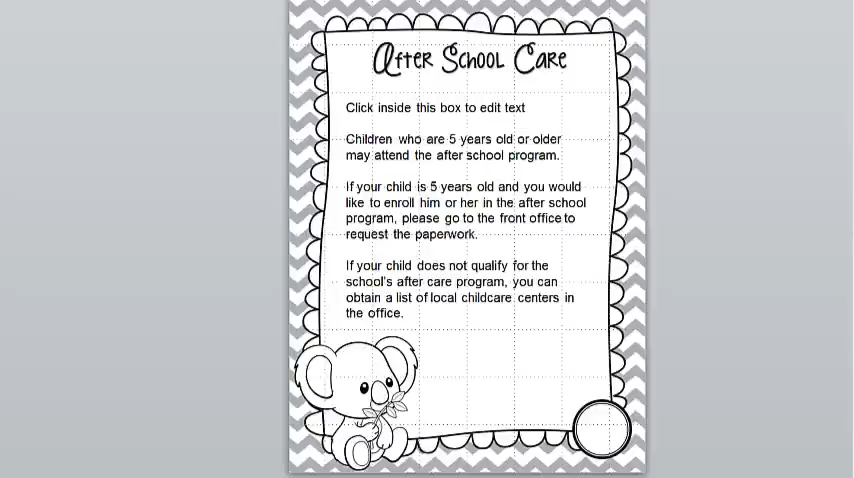 After School Care
Click inside this box to edit text
Children who are 5 years old or older
may attend the after school program.
If your child is 5 years old and you would
like to enroll him or her in the after school
program, please go to the front office to
request the paperwork.
If your child does not qualify for the
school's after care program, you can
obtain a list of local childcare centers in
the office.